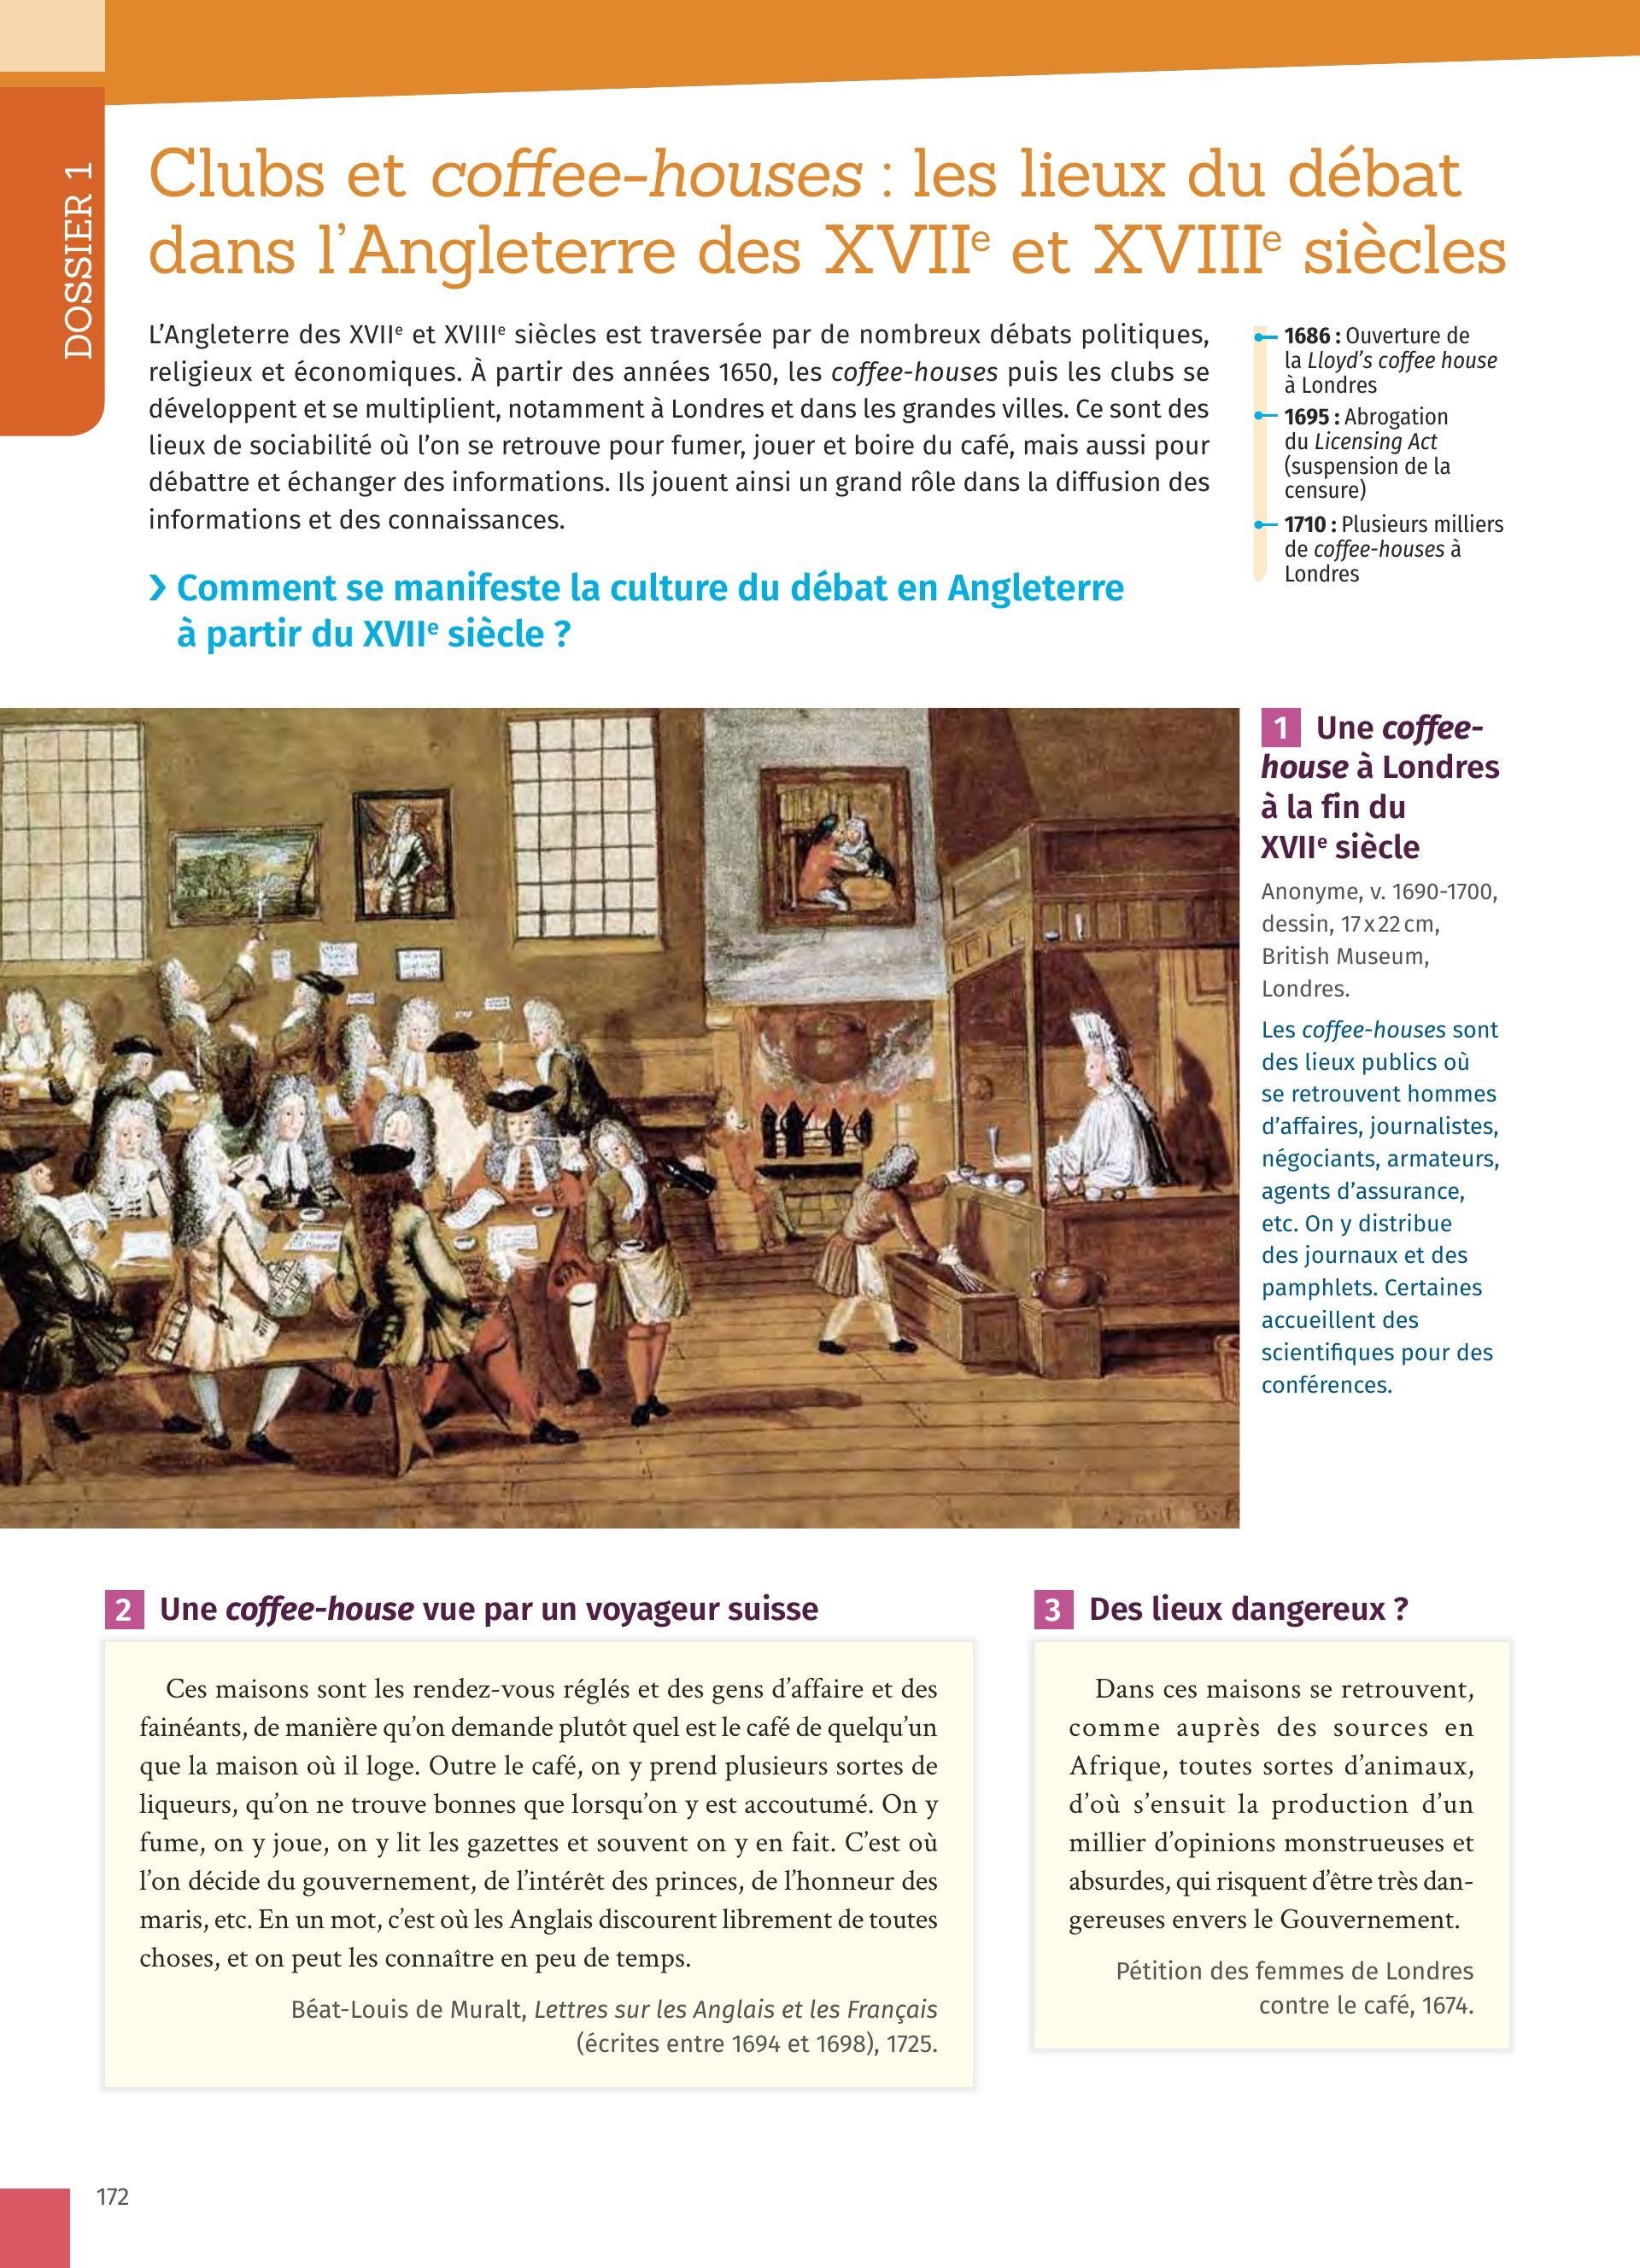 DOSSIER 1
Clubs et coffee-houses : les lieux du débat
dans l’Angleterre des XVIIe et XVIIIe siècles
L’Angleterre des XVIIe et XVIIIe siècles est traversée par de nombreux débats politiques,
religieux et économiques. À partir des années 1650, les coffee-houses puis les clubs se
développent et se multiplient, notamment à Londres et dans les grandes villes. Ce sont des
lieux de sociabilité où l’on se retrouve pour fumer, jouer et boire du café, mais aussi pour
débattre et échanger des informations. Ils jouent ainsi un grand rôle dans la diffusion des
informations et des connaissances.
› Comment se manifeste la culture du débat en Angleterre
à partir du XVIIe siècle ?
1686 : Ouverture de
la Lloyd’s coffee house
à Londres
1695 : Abrogation
du Licensing Act
(suspension de la
censure)
1710 : Plusieurs milliers
de coffee-houses à
Londres
1 Une coffee-
house à Londres
à la fin du
XVIIe siècle
Anonyme, v. 1690-1700,
dessin, 17 x 22 cm,
British Museum,
Londres.
Les coffee-houses sont
des lieux publics où
se retrouvent hommes
d’affaires, journalistes,
négociants, armateurs,
agents d’assurance,
etc. On y distribue
des journaux et des
pamphlets. Certaines
accueillent des
scientifiques pour des
conférences.
2 Une coffee-house vue par un voyageur suisse
Ces maisons sont les rendez-vous réglés et des gens d’affaire et des
fainéants, de manière qu’on demande plutôt quel est le café de quelqu’un
que la maison où il loge. Outre le café, on y prend plusieurs sortes de
liqueurs, qu’on ne trouve bonnes que lorsqu’on y est accoutumé. On y
fume, on y joue, on y lit les gazettes et souvent on y en fait. C’est où
l’on décide du gouvernement, de l’intérêt des princes, de l’honneur des
maris, etc. En un mot, c’est où les Anglais discourent librement de toutes
choses, et on peut les connaître en peu de temps.
Béat-Louis de Muralt, Lettres sur les Anglais et les Français
(écrites entre 1694 et 1698), 1725.
3 Des lieux dangereux ?
Dans ces maisons se retrouvent,
comme auprès des sources en
Afrique, toutes sortes d’animaux,
d’où s’ensuit la production d’un
millier d’opinions monstrueuses et
absurdes, qui risquent d’être très dan-
gereuses envers le Gouvernement.
Pétition des femmes de Londres
contre le café, 1674.
172